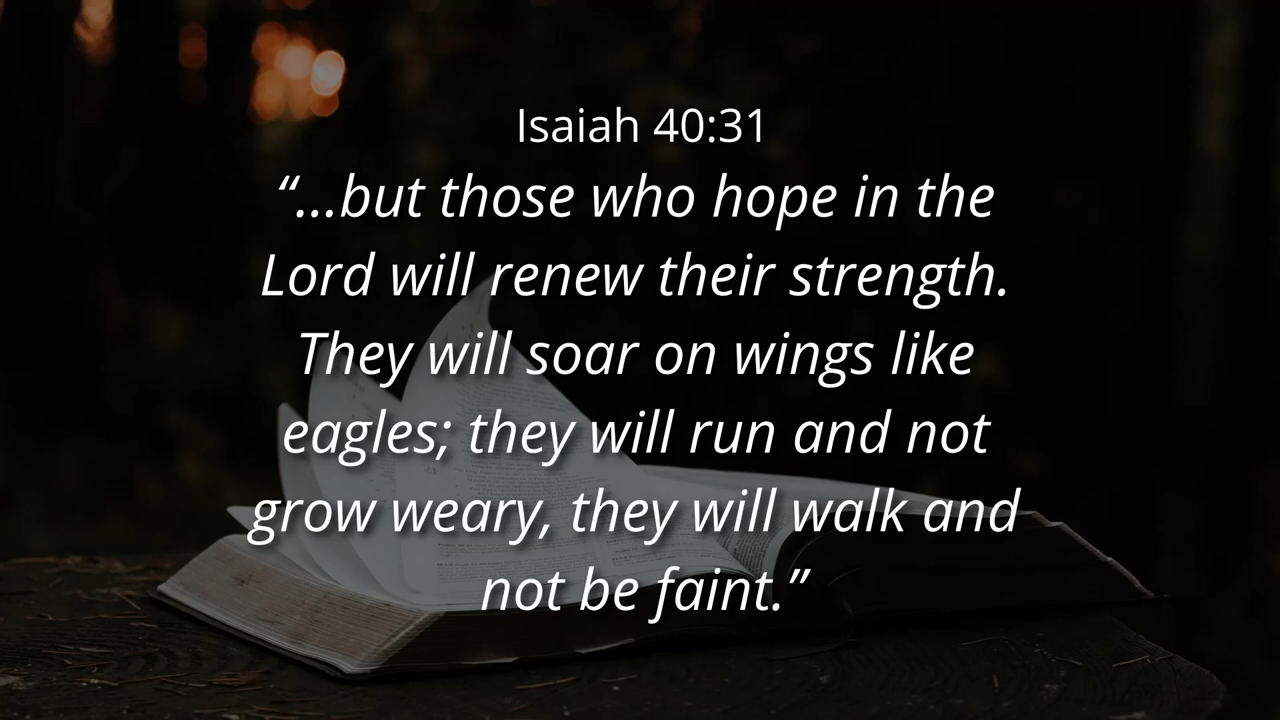 Isaiah 40:31
“...but those who hope in the
Lord will renew their strength.
They will soar on wings like
eagles; they will run and not
grow weary, they will walk and
not be faint.”